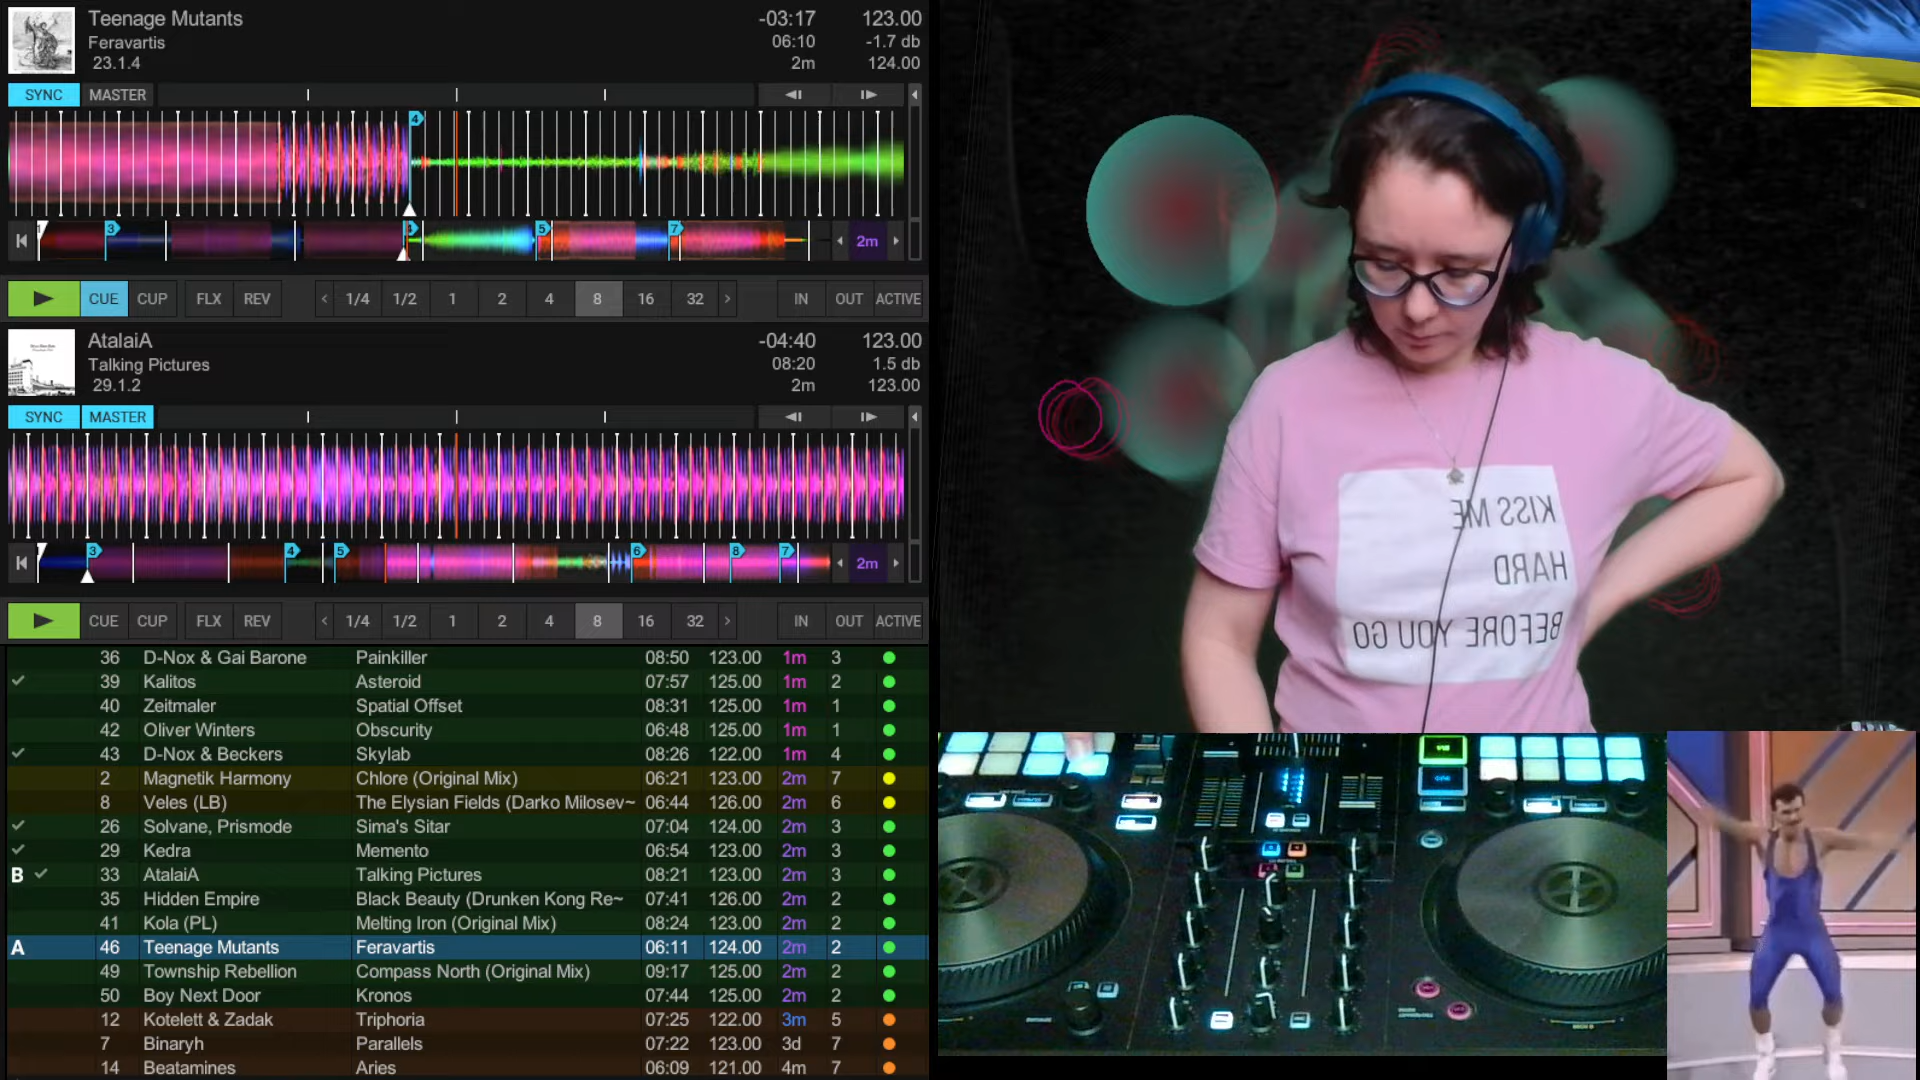 Teenage Mutants -03:17 123.00
Feravartis 06:10 -1.7 db
23.1.4 2m 124.00
SYNC MASTER
4
1 3 4 5 7 2m
CUE CUP FLX REV 1/4 1/2 1 2 4 8 16 32 IN OUT ACTIVE
AtalaiA -04:40 123.00
Talking Pictures 08:20 1.5 db
29.1.2 2m 123.00
SYNC MASTER
3 4 5 6 8 7 2m
CUE CUP FLX REV 1/4 1/2 1 2 4 8 16 32 IN OUT ACTIVE
36 D-Nox & Gai Barone Painkiller 08:50 123.00 1m 3
39 Kalitos Asteroid 07:57 125.00 1m 2
40 Zeitmaler Spatial Offset 08:31 125.00 1m 1
42 Oliver Winters Obscurity 06:48 125.00 1m 1
43 D-Nox & Beckers Skylab 08:26 122.00 1m 4
2 Magnetik Harmony Chlore (Original Mix) 06:21 123.00 2m 7
8 Veles (LB) The Elysian Fields (Darko Milosev~ 06:44 126.00 2m 6
26 Solvane, Prismode Sima's Sitar 07:04 124.00 2m 3
29 Kedra Memento 06:54 123.00 2m 3
B 33 AtalaiA Talking Pictures 08:21 123.00 2m 3
35 Hidden Empire Black Beauty (Drunken Kong Re~ 07:41 126.00 2m 2
41 Kola (PL) Melting Iron (Original Mix) 08:24 123.00 2m 2
A 46 Teenage Mutants Feravartis 06:11 124.00 2m 2
49 Township Rebellion Compass North (Original Mix) 09:17 125.00 2m 2
50 Boy Next Door Kronos 07:44 125.00 2m 2
12 Kotelett & Zadak Triphoria 07:25 122.00 3m 5
7 Binaryh Parallels 07:22 123.00 3d 7
14 Beatamines Aries 06:09 121.00 4m 7
KISS ME
HARD
BEFORE YOU GO